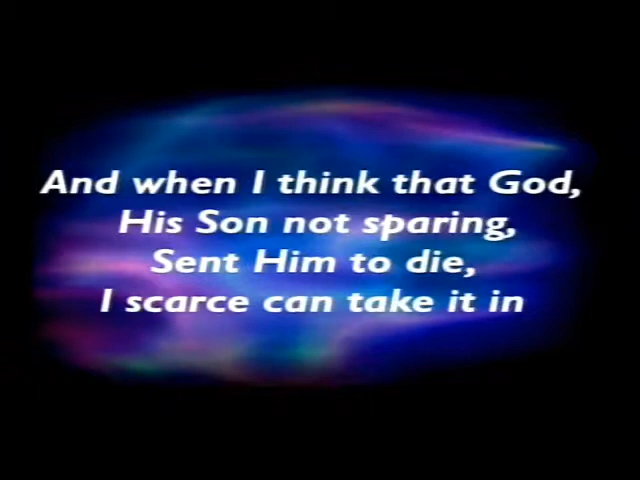 And when I think that God,
His Son not sparing,
Sent Him to die,
I scarce can take it in